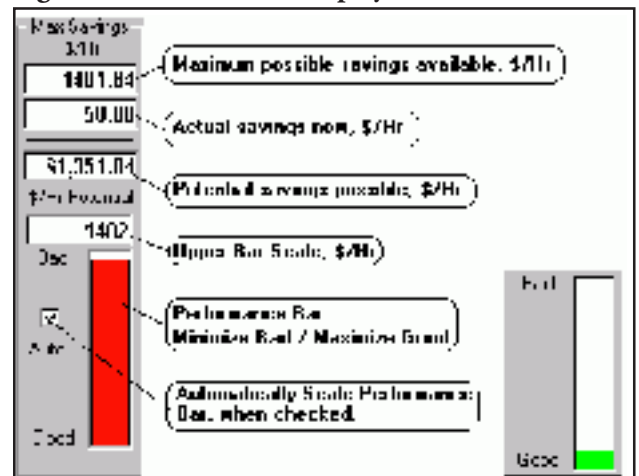 Max Savings
$/Hr
1401.84
Maximum possible savings available, $/Hr
50.00
Actual savings now, $/Hr
$1,351.84
Potential savings possible, $/Hr
$/Hr Potential
1402.
Upper Bar Scale, $/Hr
Bad
Performance Bar
Minimize Bad / Maximize Good
Auto
Automatically Scale Performance
Bar, when checked
Good
Bad
Good